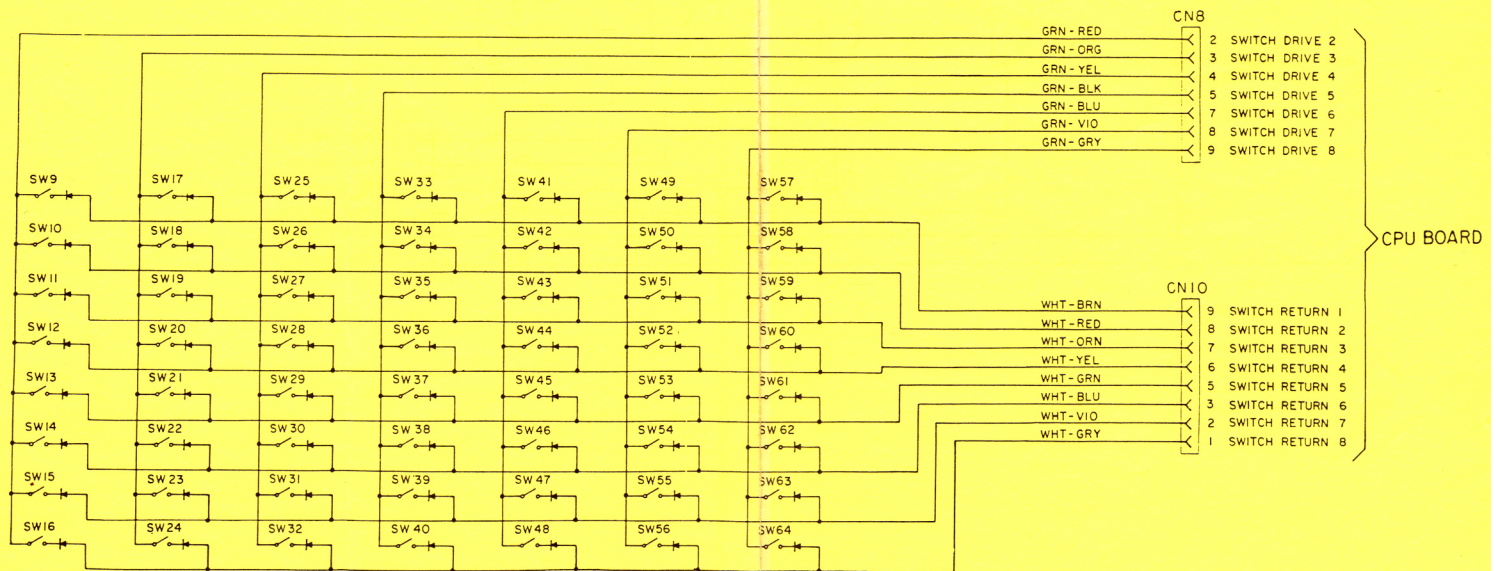 CN8
GRN-RED 2 SWITCH DRIVE 2
GRN-ORG 3 SWITCH DRIVE 3
GRN-YEL 4 SWITCH DRIVE 4
GRN-BLK 5 SWITCH DRIVE 5
GRN-BLU 7 SWITCH DRIVE 6
GRN-VIO 8 SWITCH DRIVE 7
GRN-GRY 9 SWITCH DRIVE 8
SW9 SW17 SW25 SW33 SW41 SW49 SW57
SW10 SW18 SW26 SW34 SW42 SW50 SW58
CPU BOARD
SW11 SW19 SW27 SW35 SW43 SW51 SW59
CN10
WHT-BRN 9 SWITCH RETURN 1
SW12 SW20 SW28 SW36 SW44 SW52 SW60
WHT-RED 8 SWITCH RETURN 2
WHT-ORN 7 SWITCH RETURN 3
WHT-YEL 6 SWITCH RETURN 4
SW13 SW21 SW29 SW37 SW45 SW53 SW61
WHT-GRN 5 SWITCH RETURN 5
WHT-BLU 3 SWITCH RETURN 6
WHT-VIO 2 SWITCH RETURN 7
SW14 SW22 SW30 SW38 SW46 SW54 SW62
WHT-GRY 1 SWITCH RETURN 8
SW15 SW23 SW31 SW39 SW47 SW55 SW63
SW16 SW24 SW32 SW40 SW48 SW56 SW64